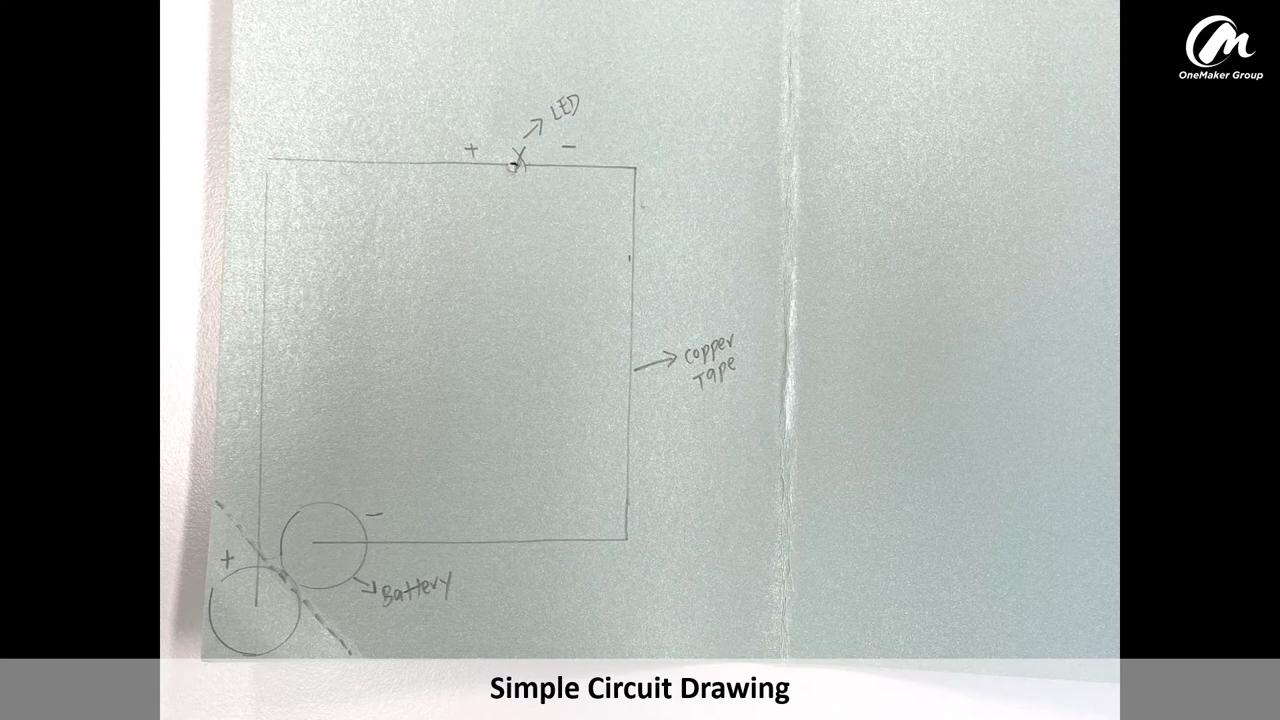 OneMaker Group
LED
+
-
copper
Tape
-
+
Battery
Simple Circuit Drawing